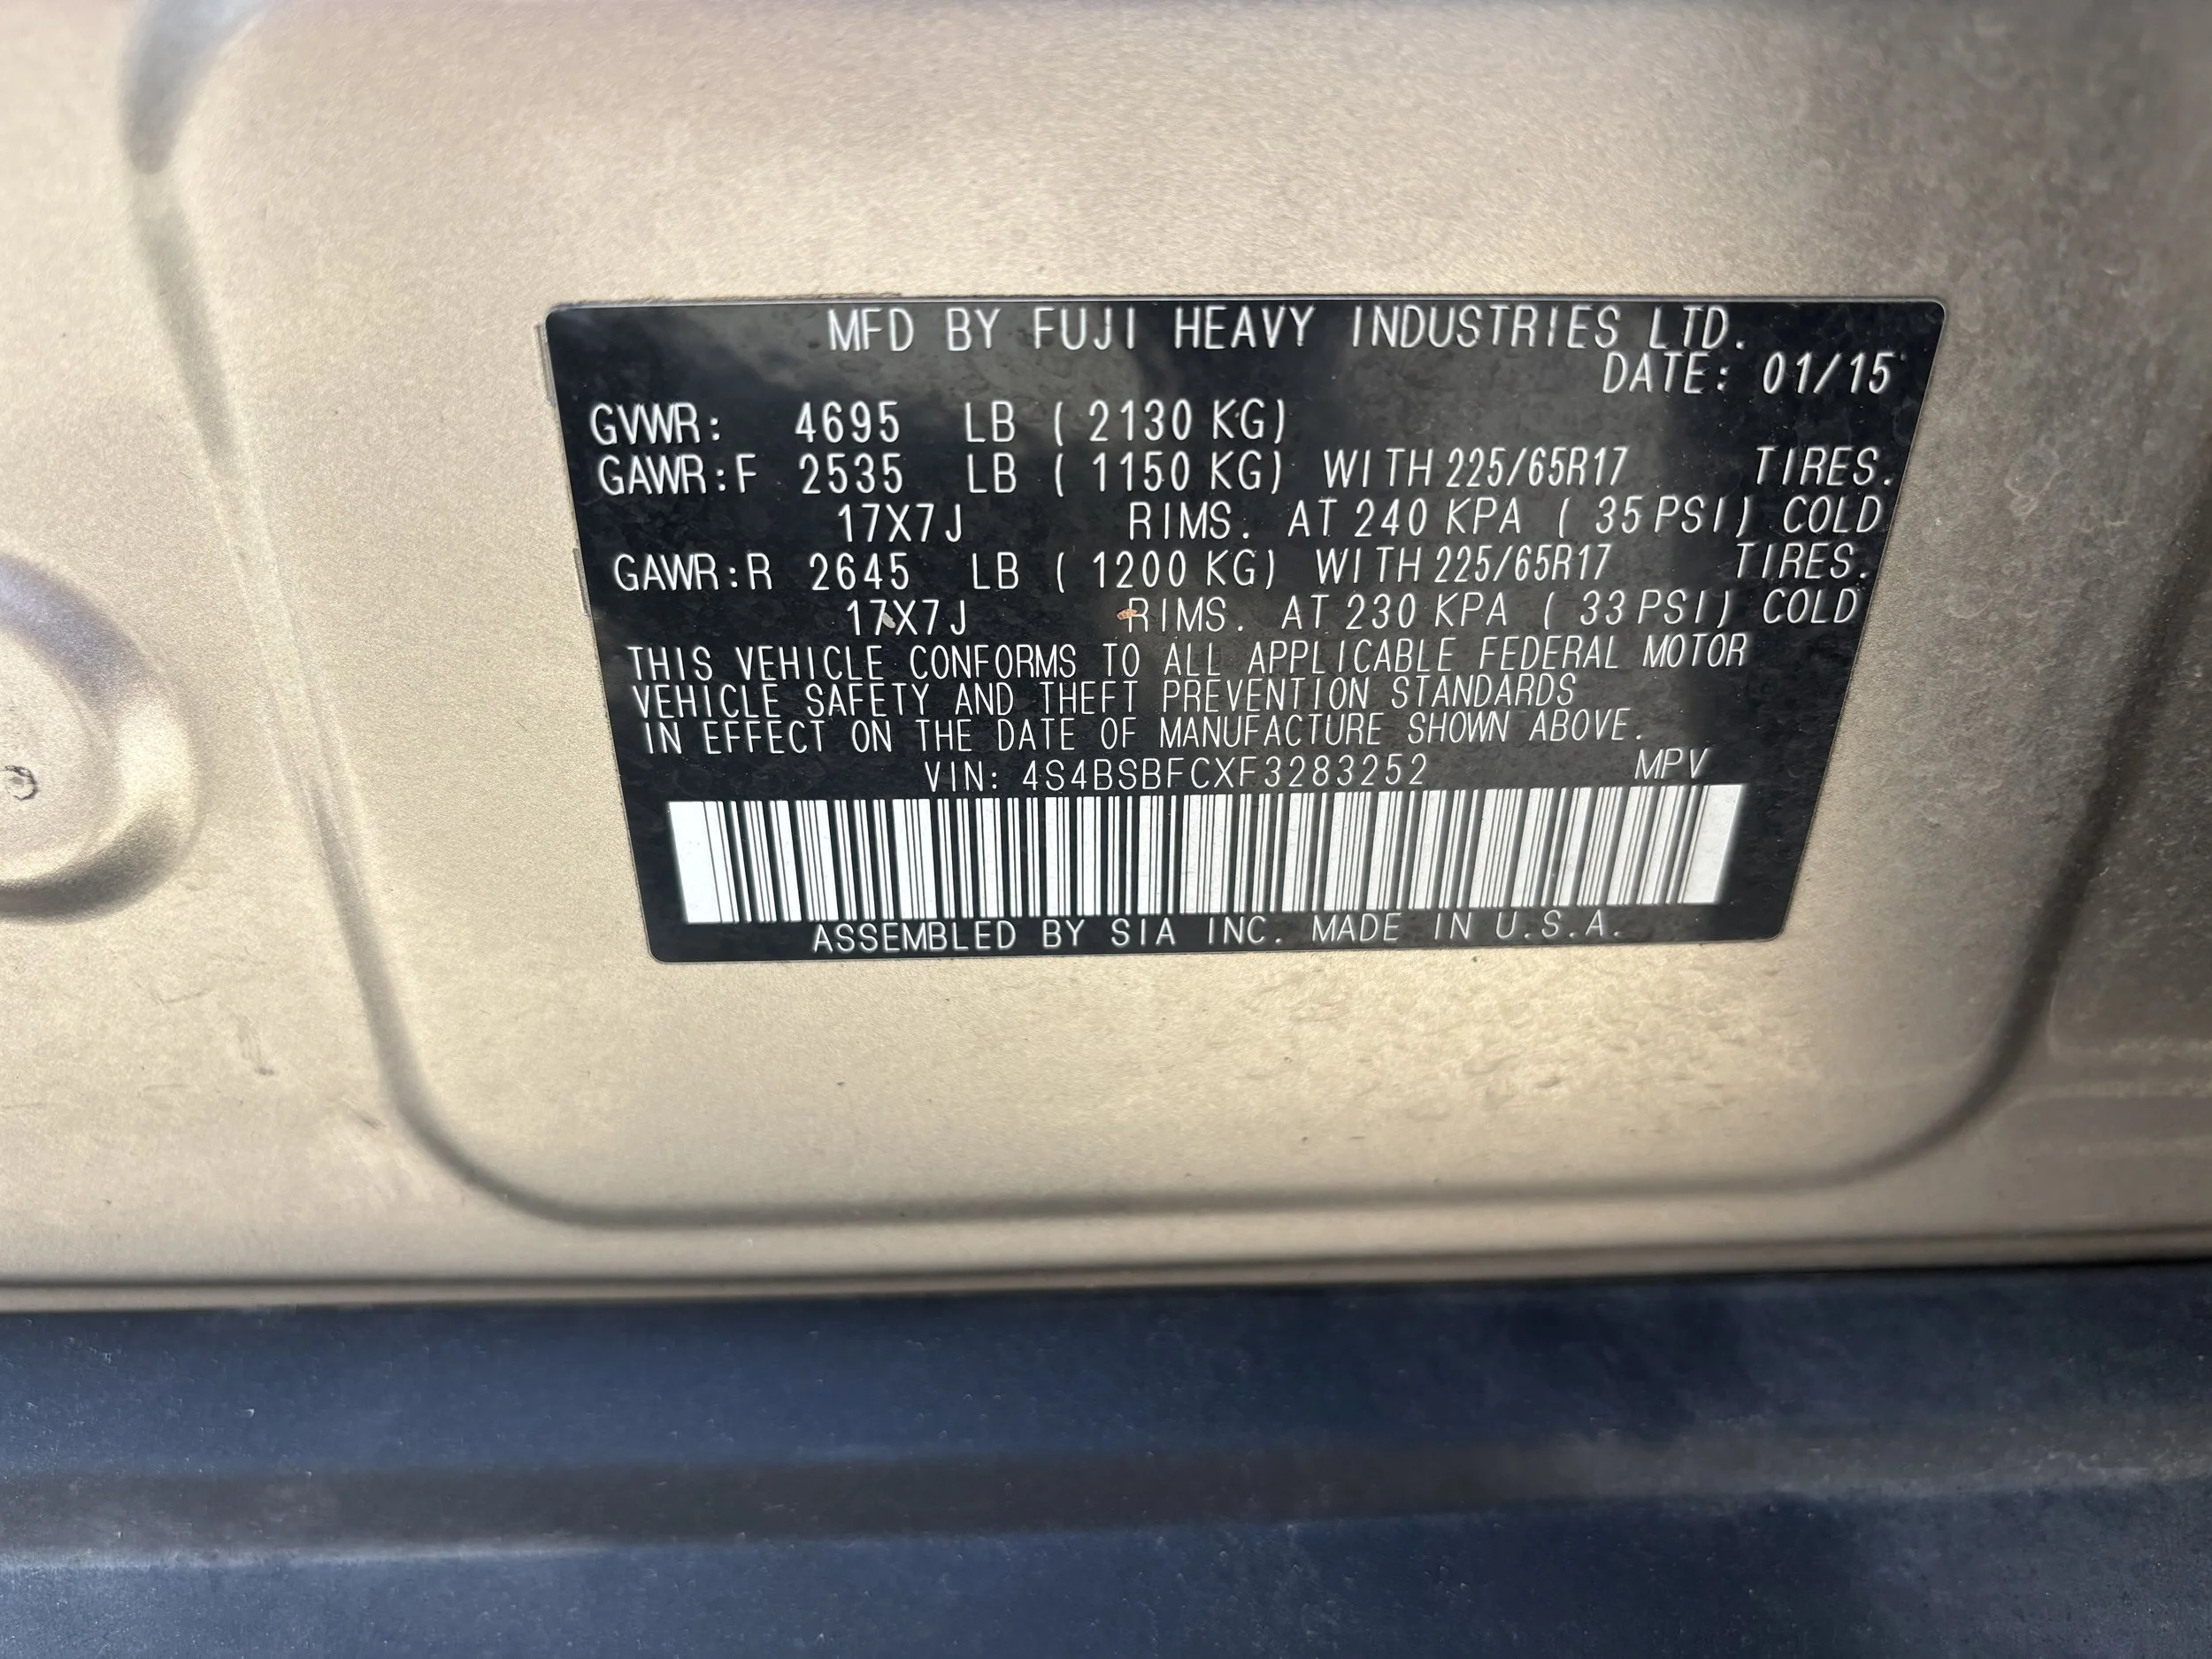 MFD BY FUJI HEAVY INDUSTRIES LTD.
DATE: 01/15
GVWR: 4695 LB ( 2130 KG)
GAWR:F 2535 LB ( 1150 KG) WITH 225/65R17 TIRES.
17X7J RIMS. AT 240 KPA ( 35 PSI) COLD
GAWR:R 2645 LB ( 1200 KG) WITH 225/65R17 TIRES.
17X7J RIMS. AT 230 KPA ( 33 PSI) COLD
THIS VEHICLE CONFORMS TO ALL APPLICABLE FEDERAL MOTOR
VEHICLE SAFETY AND THEFT PREVENTION STANDARDS
IN EFFECT ON THE DATE OF MANUFACTURE SHOWN ABOVE.
VIN: 4S4BSBFCXF3283252 MPV
ASSEMBLED BY SIA INC. MADE IN U.S.A.